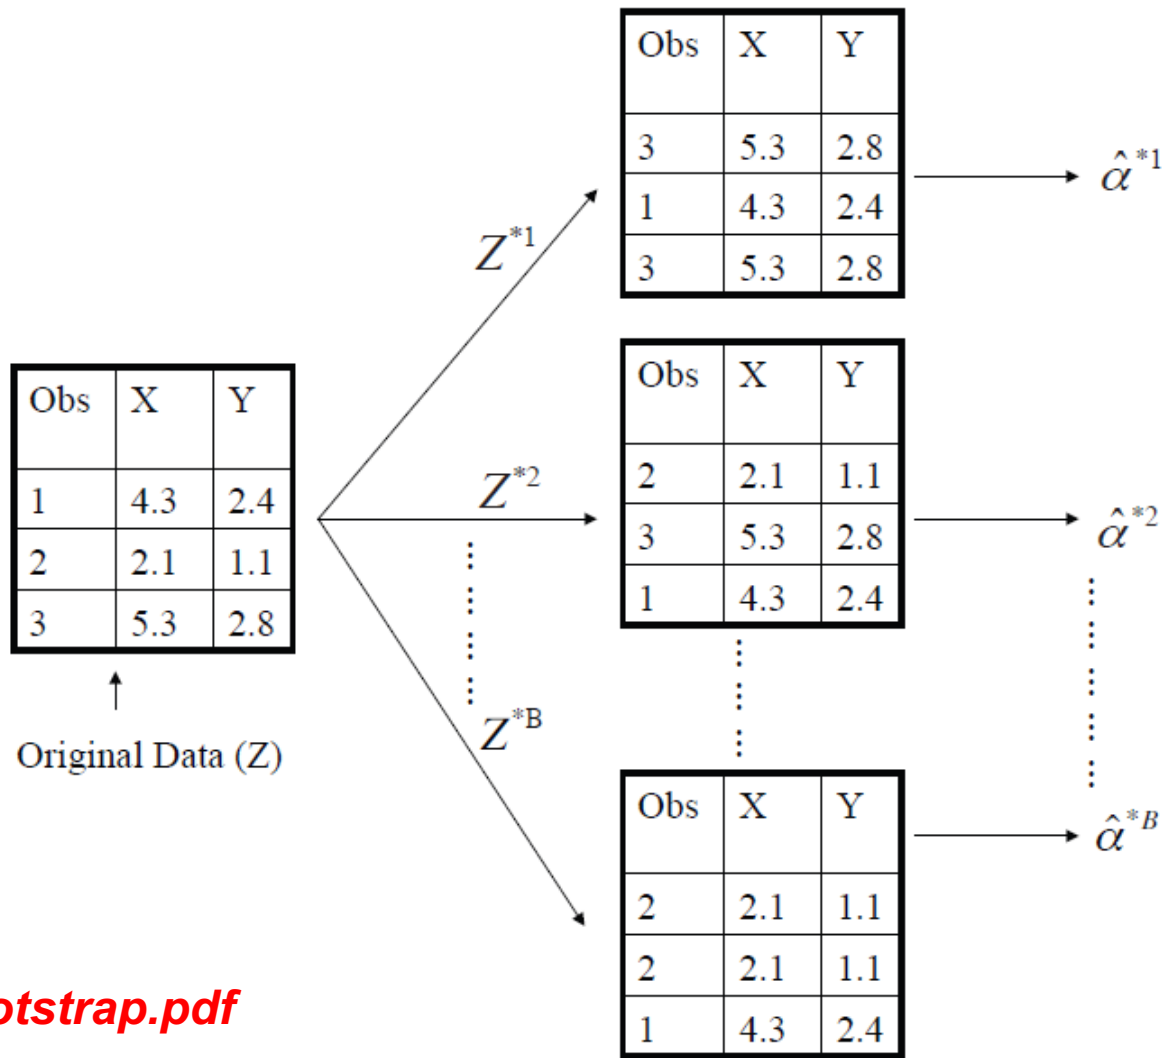 Obs X Y
3 5.3 2.8
1 4.3 2.4
3 5.3 2.8
α̂*1
Z*1
Obs X Y
1 4.3 2.4
2 2.1 1.1
3 5.3 2.8
Original Data (Z)
Z*2
Obs X Y
2 2.1 1.1
3 5.3 2.8
1 4.3 2.4
α̂*2
Z*B
Obs X Y
2 2.1 1.1
2 2.1 1.1
1 4.3 2.4
α̂*B
otstrap.pdf